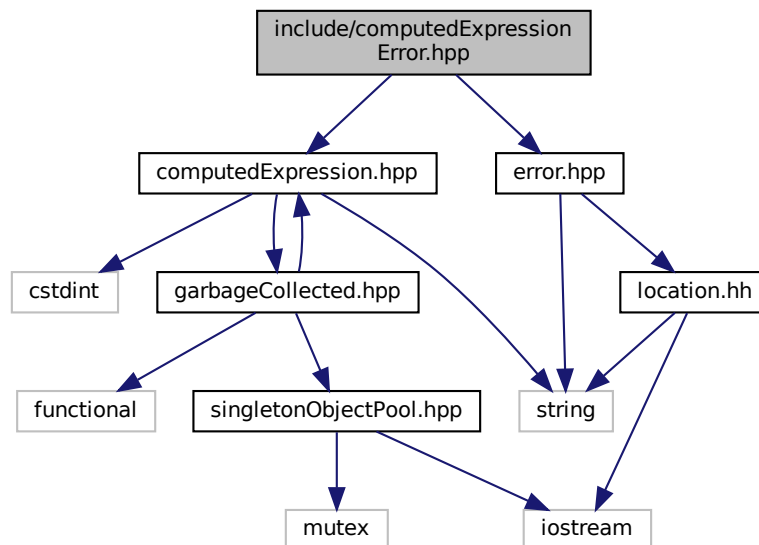 include/computedExpression
Error.hpp
computedExpression.hpp
error.hpp
cstdint
garbageCollected.hpp
location.hh
functional
singletonObjectPool.hpp
string
mutex
iostream